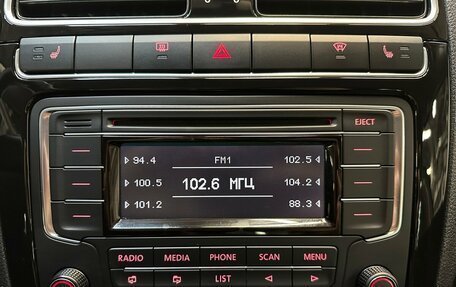 EJECT
94.4 FM1 102.5
100.5 102.6 МГЦ 104.2
101.2 88.3
RADIO MEDIA PHONE SCAN MENU
LIST